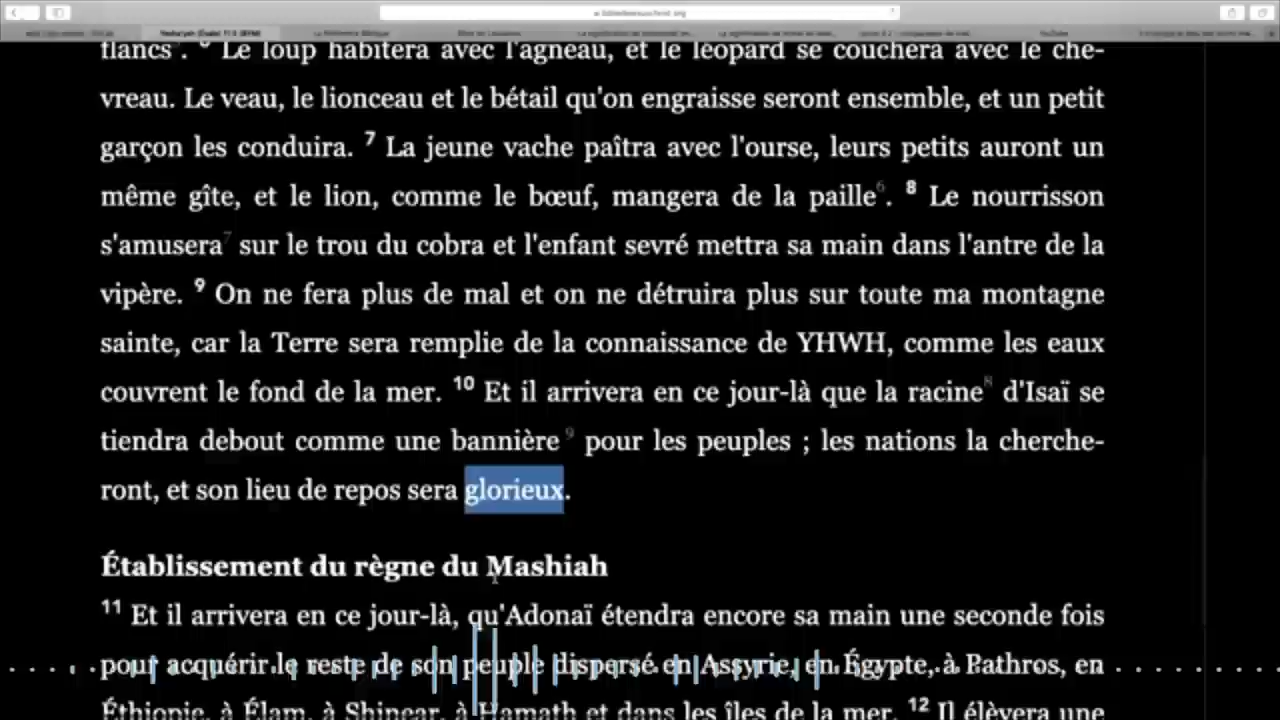 flancs . 6 Le loup habitera avec l'agneau, et le léopard se couchera avec le che-
vreau. Le veau, le lionceau et le bétail qu'on engraisse seront ensemble, et un petit
garçon les conduira. 7 La jeune vache paîtra avec l'ourse, leurs petits auront un
même gîte, et le lion, comme le bœuf, mangera de la paille6. 8 Le nourrisson
s'amusera7 sur le trou du cobra et l'enfant sevré mettra sa main dans l'antre de la
vipère. 9 On ne fera plus de mal et on ne détruira plus sur toute ma montagne
sainte, car la Terre sera remplie de la connaissance de YHWH, comme les eaux
couvrent le fond de la mer. 10 Et il arrivera en ce jour-là que la racine8 d'Isaï se
tiendra debout comme une bannière9 pour les peuples ; les nations la cherche-
ront, et son lieu de repos sera glorieux.
Établissement du règne du Mashiah
11 Et il arrivera en ce jour-là, qu'Adonaï étendra encore sa main une seconde fois
pour acquérir le reste de son peuple dispersé en Assyrie, en Égypte, à Pathros, en
Éthiopie, à Élam, à Shinear, à Hamath et dans les îles de la mer. 12 Il élèvera une